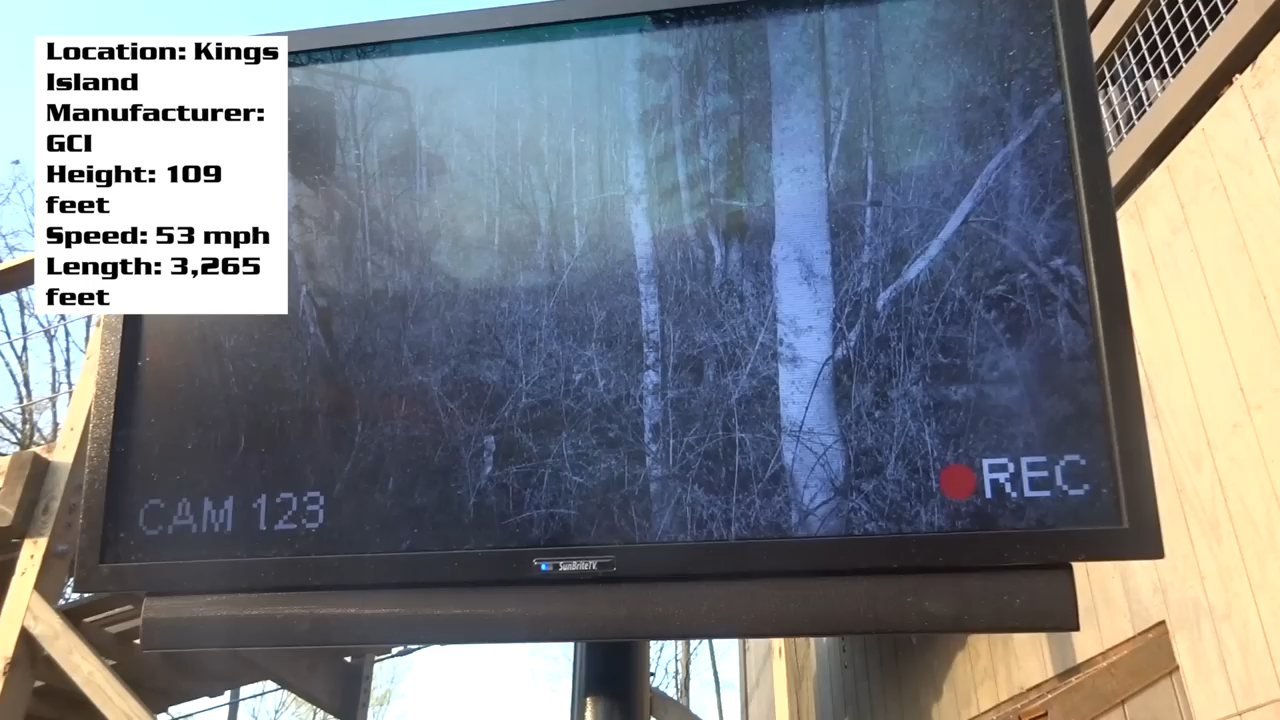 Location: Kings
Island
Manufacturer:
GCI
Height: 109
feet
Speed: 53 mph
Length: 3,265
feet
CAM 123
REC
SunBriteTV